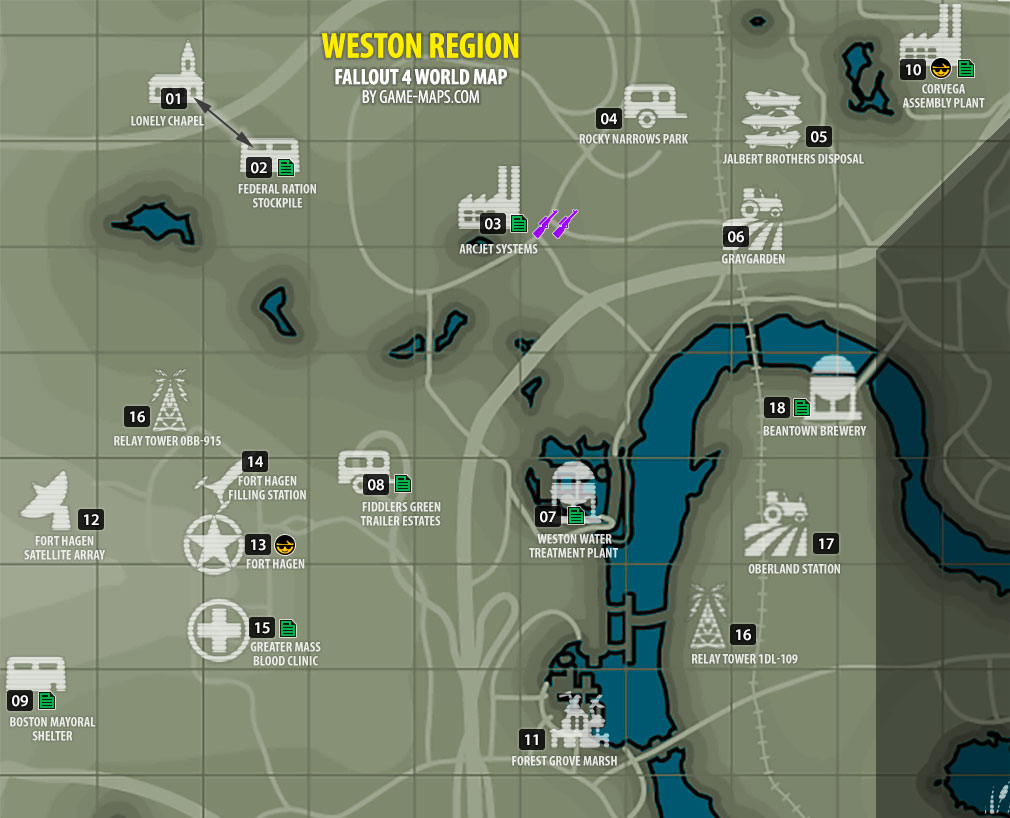 WESTON REGION
FALLOUT 4 WORLD MAP
BY GAME-MAPS.COM
01
LONELY CHAPEL
02
FEDERAL RATION
STOCKPILE
03
ARCJET SYSTEMS
04
ROCKY NARROWS PARK
05
JALBERT BROTHERS DISPOSAL
10
CORVEGA
ASSEMBLY PLANT
06
GRAYGARDEN
16
RELAY TOWER 0BB-915
18
BEANTOWN BREWERY
14
FORT HAGEN
FILLING STATION
08
FIDDLERS GREEN
TRAILER ESTATES
12
FORT HAGEN
SATELLITE ARRAY
13
FORT HAGEN
07
WESTON WATER
TREATMENT PLANT
17
OBERLAND STATION
15
GREATER MASS
BLOOD CLINIC
16
RELAY TOWER 1DL-109
09
BOSTON MAYORAL
SHELTER
11
FOREST GROVE MARSH